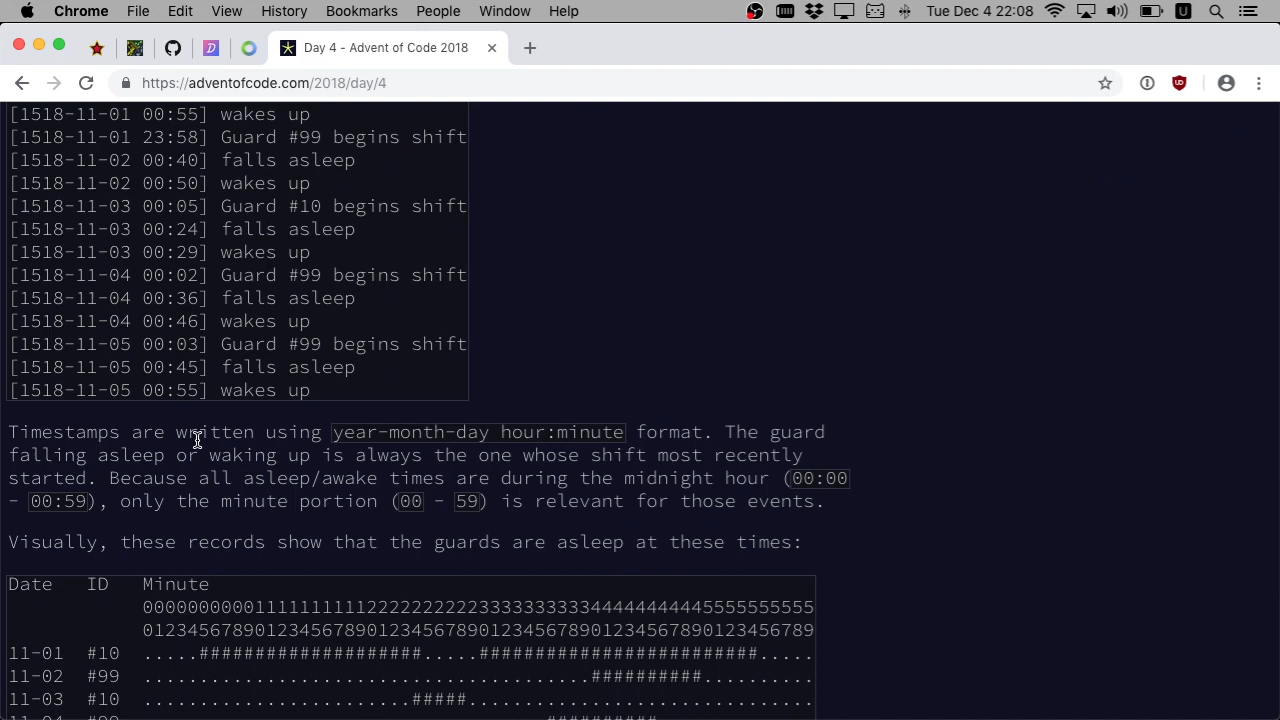 Chrome File Edit View History Bookmarks People Window Help Tue Dec 4 22:08
Day 4 - Advent of Code 2018
https://adventofcode.com/2018/day/4
[1518-11-01 00:55] wakes up
[1518-11-01 23:58] Guard #99 begins shift
[1518-11-02 00:40] falls asleep
[1518-11-02 00:50] wakes up
[1518-11-03 00:05] Guard #10 begins shift
[1518-11-03 00:24] falls asleep
[1518-11-03 00:29] wakes up
[1518-11-04 00:02] Guard #99 begins shift
[1518-11-04 00:36] falls asleep
[1518-11-04 00:46] wakes up
[1518-11-05 00:03] Guard #99 begins shift
[1518-11-05 00:45] falls asleep
[1518-11-05 00:55] wakes up
Timestamps are written using year-month-day hour:minute format. The guard
falling asleep or waking up is always the one whose shift most recently
started. Because all asleep/awake times are during the midnight hour (00:00
- 00:59), only the minute portion (00 - 59) is relevant for those events.
Visually, these records show that the guards are asleep at these times:
Date ID Minute
000000000011111111112222222222333333333344444444445555555555
012345678901234567890123456789012345678901234567890123456789
11-01 #10 .....####################.....#########################.....
11-02 #99 ........................................##########..........
11-03 #10 ........................#####...............................
11-04 #99 ....................................##########..............